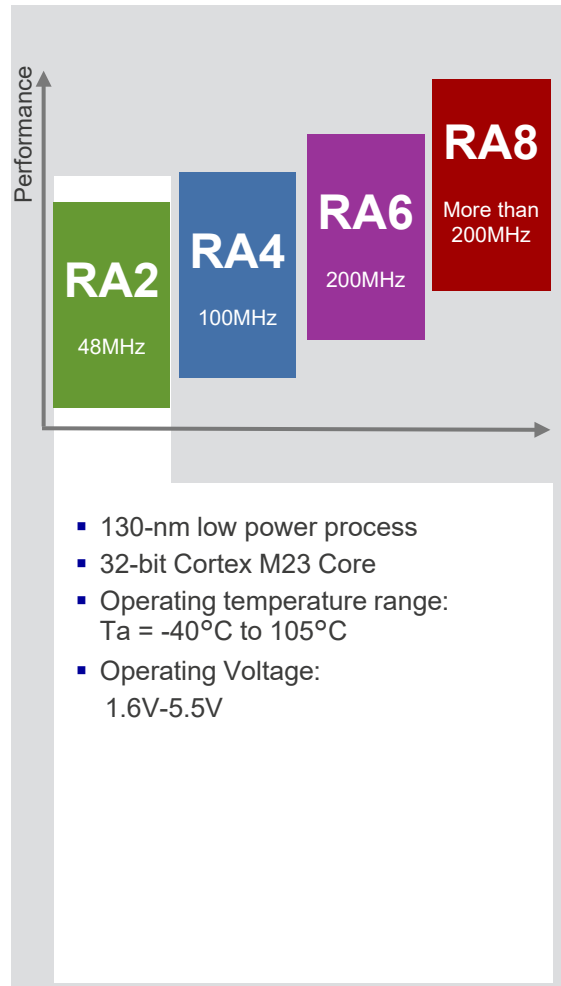 Performance
RA2
48MHz
RA4
100MHz
RA6
200MHz
RA8
More than
200MHz
▪ 130-nm low power process
▪ 32-bit Cortex M23 Core
▪ Operating temperature range:
Ta = -40°C to 105°C
▪ Operating Voltage:
1.6V-5.5V